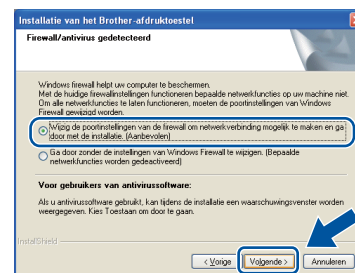 Installatie van het Brother-afdruktoestel
Firewall/antivirus gedetecteerd
Windows firewall helpt uw computer te beschermen.
Met de huidige firewallinstellingen functioneren bepaalde netwerkfuncties op uw machine niet.
Om alle netwerkfuncties te laten functioneren, moeten de poortinstellingen van Windows
Firewall gewijzigd worden.
Wijzig de poortinstellingen van de firewall om netwerkverbinding mogelijk te maken en ga
door met de installatie. (Aanbevolen)
Ga door zonder de instellingen van Windows Firewall te wijzigen. (Bepaalde
netwerkfuncties worden gedeactiveerd)
Voor gebruikers van antivirussoftware:
Als u antivirussoftware gebruikt, kan tijdens de installatie een waarschuwingsvenster worden
weergegeven. Kies Toestaan om door te gaan.
InstallShield
< Vorige
Volgende >
Annuleren